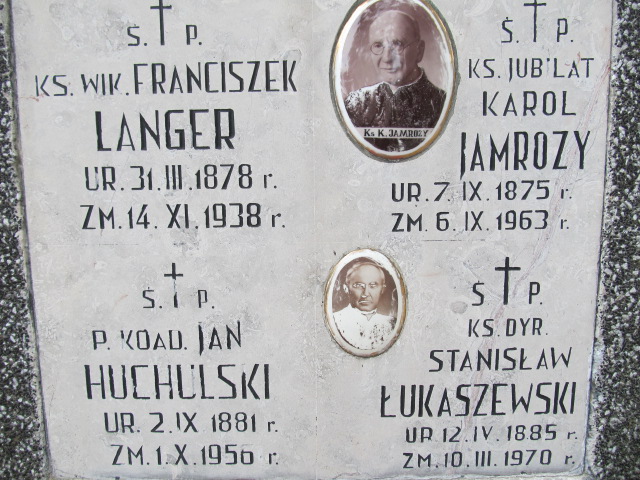 Ś. P.
KS. WIK. FRANCISZEK
LANGER
UR. 31. III. 1878 r.
ZM. 14. XI. 1938 r.
Ks K. JAMROZY
Ś. P.
KS. JUBILAT
KAROL
JAMROZY
UR. 7. IX. 1875 r.
ZM. 6. IX. 1963 r.
Ś. P.
P. KOAD. JAN
HUCHULSKI
UR. 2. IX 1881 r.
ZM. 1. X. 1956 r.
Ś. P.
KS. DYR.
STANISŁAW
ŁUKASZEWSKI
UR 12. IV. 1885 r.
ZM. 10. III. 1970 r.